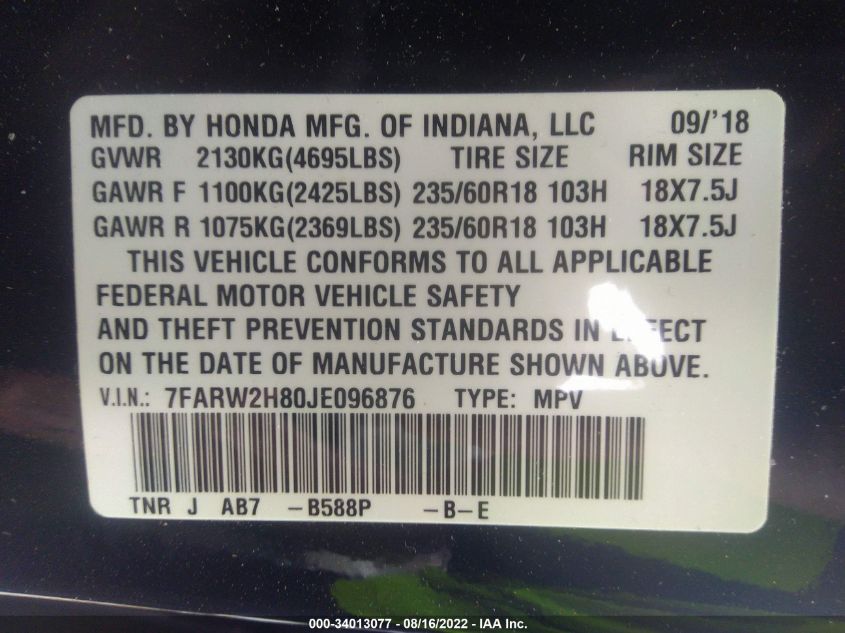 MFD. BY HONDA MFG. OF INDIANA, LLC 09/'18
GVWR 2130KG(4695LBS) TIRE SIZE RIM SIZE
GAWR F 1100KG(2425LBS) 235/60R18 103H 18X7.5J
GAWR R 1075KG(2369LBS) 235/60R18 103H 18X7.5J
THIS VEHICLE CONFORMS TO ALL APPLICABLE
FEDERAL MOTOR VEHICLE SAFETY
AND THEFT PREVENTION STANDARDS IN EFFECT
ON THE DATE OF MANUFACTURE SHOWN ABOVE.
V.I.N.: 7FARW2H80JE096876 TYPE: MPV
TNR J AB7 -B588P -B-E
000-34013077 - 08/16/2022 - IAA Inc.